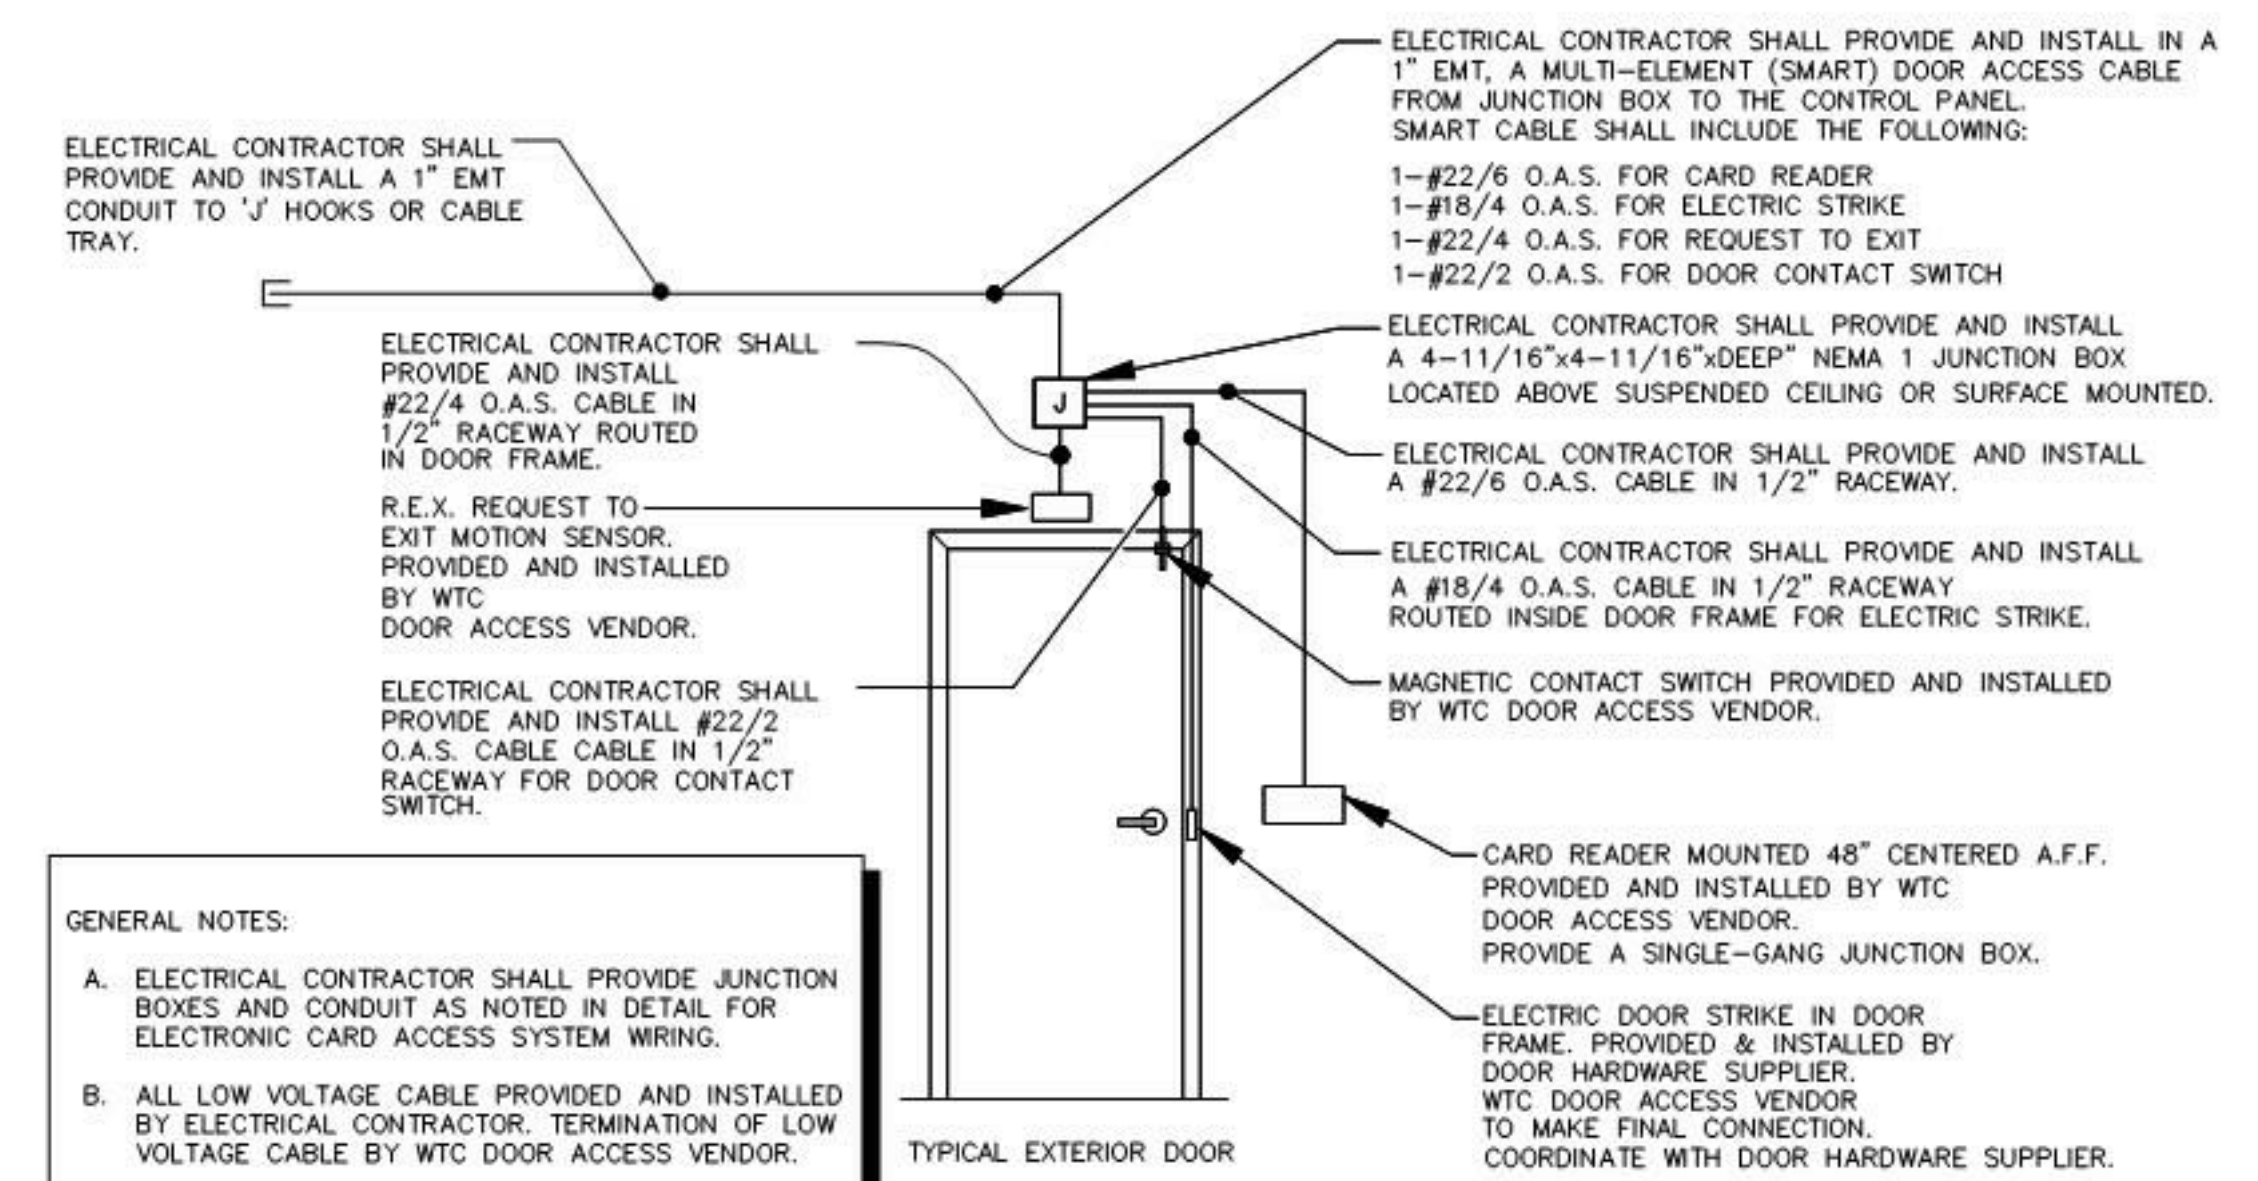 ELECTRICAL CONTRACTOR SHALL
PROVIDE AND INSTALL A 1" EMT
CONDUIT TO 'J' HOOKS OR CABLE
TRAY.
ELECTRICAL CONTRACTOR SHALL PROVIDE AND INSTALL IN A
1" EMT, A MULTI-ELEMENT (SMART) DOOR ACCESS CABLE
FROM JUNCTION BOX TO THE CONTROL PANEL.
SMART CABLE SHALL INCLUDE THE FOLLOWING:
1-#22/6 O.A.S. FOR CARD READER
1-#18/4 O.A.S. FOR ELECTRIC STRIKE
1-#22/4 O.A.S. FOR REQUEST TO EXIT
1-#22/2 O.A.S. FOR DOOR CONTACT SWITCH
ELECTRICAL CONTRACTOR SHALL
PROVIDE AND INSTALL
#22/4 O.A.S. CABLE IN
1/2" RACEWAY ROUTED
IN DOOR FRAME.
R.E.X. REQUEST TO
EXIT MOTION SENSOR.
PROVIDED AND INSTALLED
BY WTC
DOOR ACCESS VENDOR.
ELECTRICAL CONTRACTOR SHALL
PROVIDE AND INSTALL #22/2
O.A.S. CABLE CABLE IN 1/2"
RACEWAY FOR DOOR CONTACT
SWITCH.
J
ELECTRICAL CONTRACTOR SHALL PROVIDE AND INSTALL
A 4-11/16"x4-11/16"xDEEP" NEMA 1 JUNCTION BOX
LOCATED ABOVE SUSPENDED CEILING OR SURFACE MOUNTED.
ELECTRICAL CONTRACTOR SHALL PROVIDE AND INSTALL
A #22/6 O.A.S. CABLE IN 1/2" RACEWAY.
ELECTRICAL CONTRACTOR SHALL PROVIDE AND INSTALL
A #18/4 O.A.S. CABLE IN 1/2" RACEWAY
ROUTED INSIDE DOOR FRAME FOR ELECTRIC STRIKE.
MAGNETIC CONTACT SWITCH PROVIDED AND INSTALLED
BY WTC DOOR ACCESS VENDOR.
CARD READER MOUNTED 48" CENTERED A.F.F.
PROVIDED AND INSTALLED BY WTC
DOOR ACCESS VENDOR.
PROVIDE A SINGLE-GANG JUNCTION BOX.
ELECTRIC DOOR STRIKE IN DOOR
FRAME. PROVIDED & INSTALLED BY
DOOR HARDWARE SUPPLIER.
WTC DOOR ACCESS VENDOR
TO MAKE FINAL CONNECTION.
COORDINATE WITH DOOR HARDWARE SUPPLIER.
GENERAL NOTES:
A. ELECTRICAL CONTRACTOR SHALL PROVIDE JUNCTION
BOXES AND CONDUIT AS NOTED IN DETAIL FOR
ELECTRONIC CARD ACCESS SYSTEM WIRING.
B. ALL LOW VOLTAGE CABLE PROVIDED AND INSTALLED
BY ELECTRICAL CONTRACTOR. TERMINATION OF LOW
VOLTAGE CABLE BY WTC DOOR ACCESS VENDOR.
TYPICAL EXTERIOR DOOR